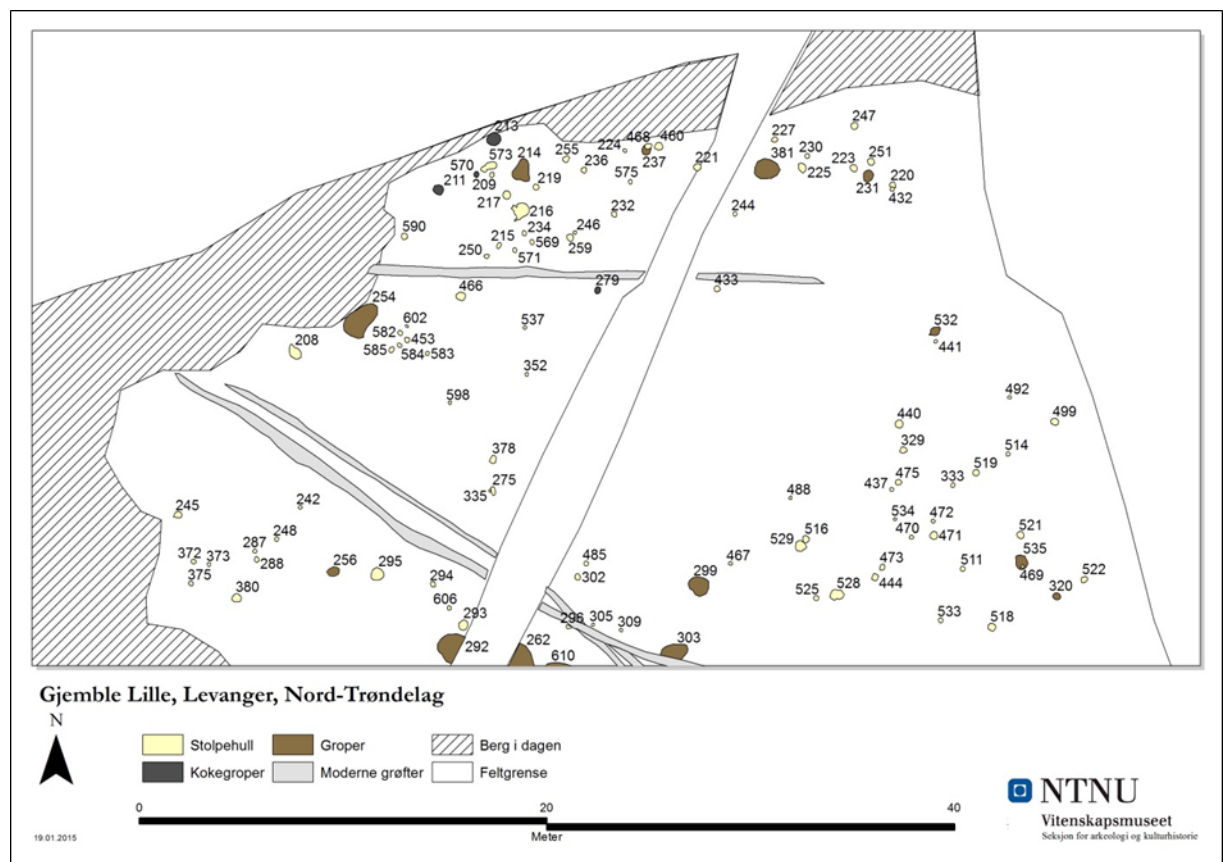 213
247
227
468 460
573 214 255 224
230 251
570 236 237 221 381 223
575
211 209 219 225 231 220
217 432
216 232 244
590 234 246
215 569
250 259
571
279 433
466
254
602 537 532
582
208 453 441
585 584 583
352
598 492
440 499
378 329 514
475 519
275 437 333
335 488
245 242
534 472
516 521
248 529 470 471
287 485 467 535
372 373 288 256 295 299 473 511
375 294 302 469 522
380 444 320
525 528
606
293 296 305 309 533 518
292 262 303
610
Gjemble Lille, Levanger, Nord-Trøndelag
N
Stolpehull Groper Berg i dagen
Kokegroper Moderne grøfter Feltgrense
0 20 40
Meter
19.01.2015
NTNU
Vitenskapsmuseet
Seksjon for arkeologi og kulturhistorie